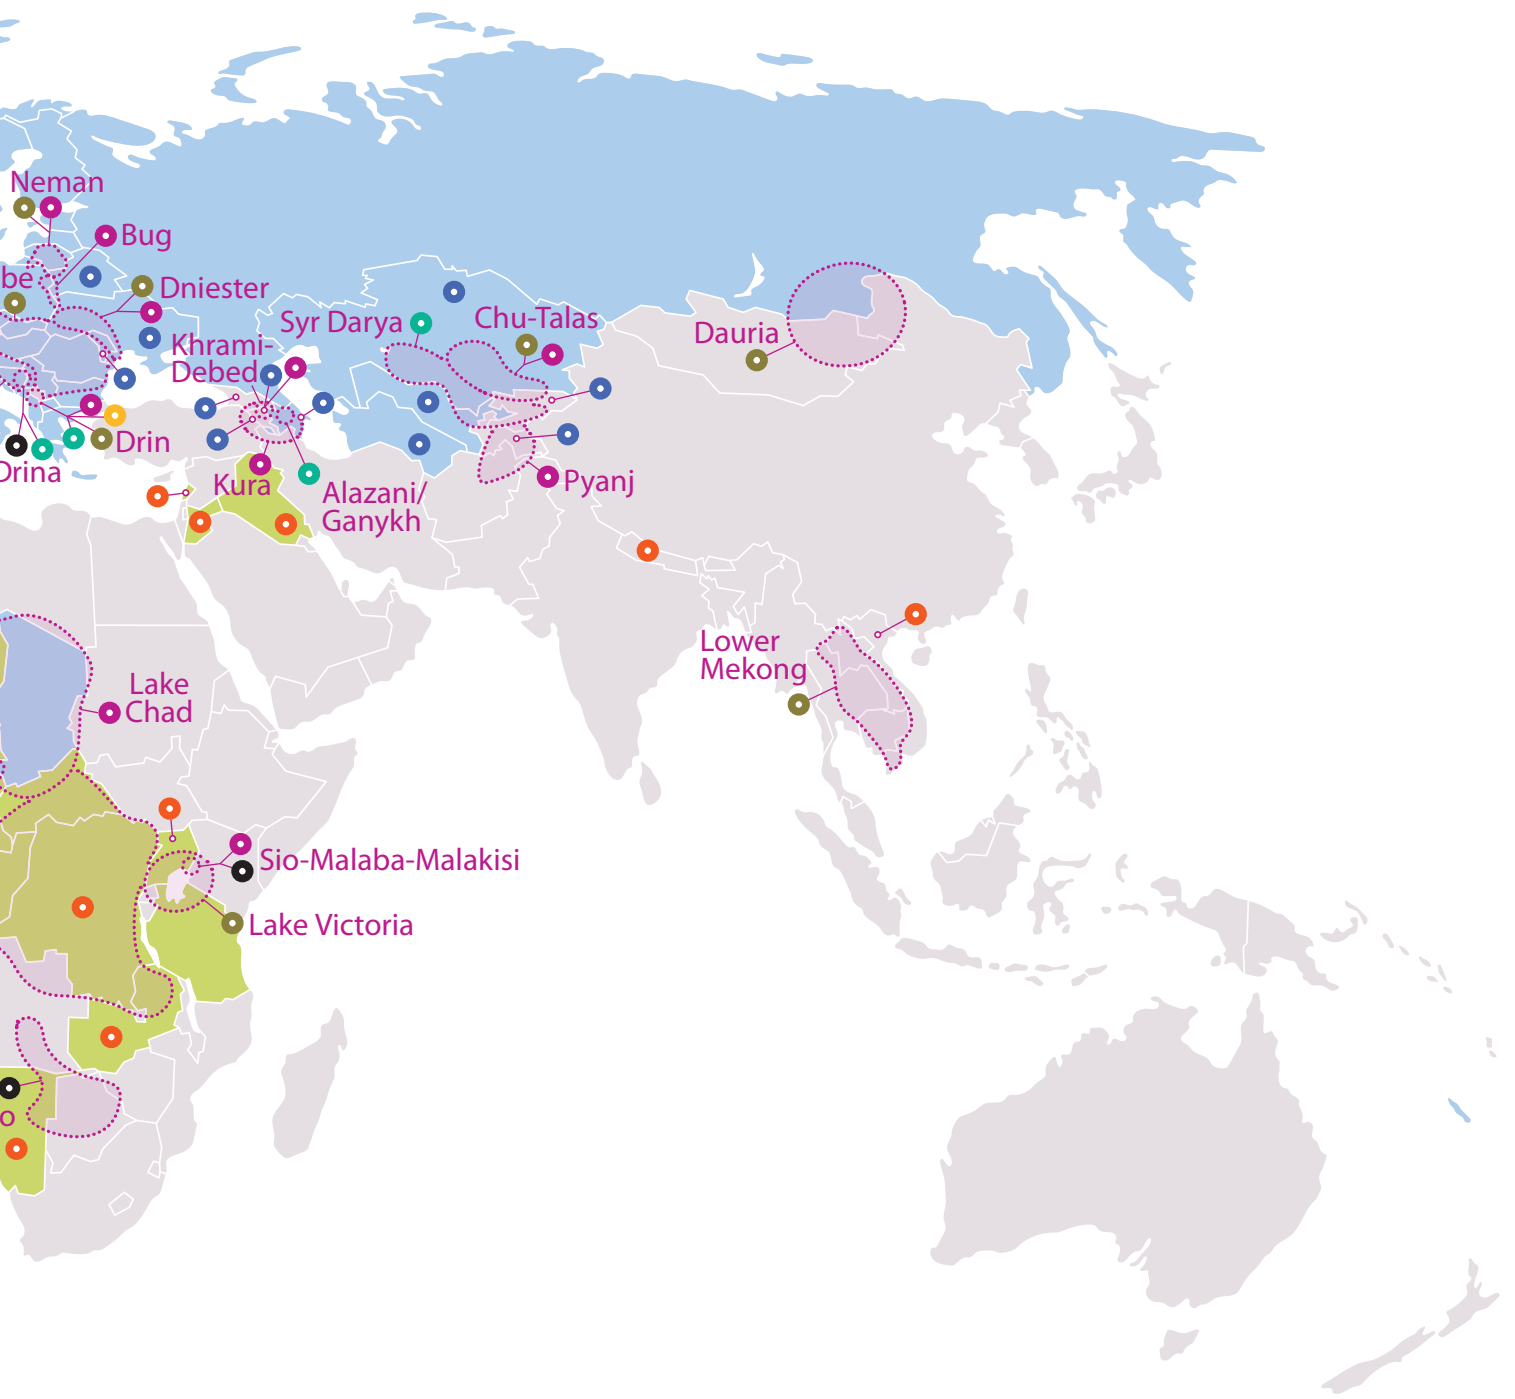 Neman
Bug
be
Dniester
Syr Darya
Chu-Talas
Khrami-
Debed
Dauria
Drin
Drina
Kura
Alazani/
Ganykh
Pyanj
Lower
Mekong
Lake
Chad
Sio-Malaba-Malakisi
Lake Victoria
o